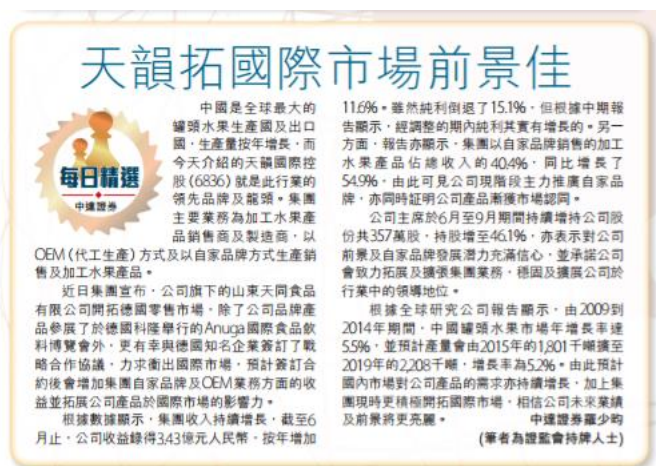 天韻拓國際市場前景佳
每日精選
中達證券
中國是全球最大的
罐頭水果生產國及出口
國，生產量按年增長，而
今天介紹的天韻國際控
股(6836)就是此行業的
領先品牌及龍頭。集團
主要業務為加工水果產
品銷售商及製造商，以
OEM(代工生產)方式及以自家品牌方式生產銷
售及加工水果產品。
近日集團宣布，公司旗下的山東天同食品
有限公司開拓德國零售市場，除了公司品牌產
品參展了於德國科隆舉行的Anuga國際食品飲
料博覽會外，更有幸與德國知名企業簽訂了戰
略合作協議，力求衝出國際市場，預計簽訂合
約後會增加集團自家品牌及OEM業務方面的收
益並拓展公司產品於國際市場的影響力。
根據數據顯示，集團收入持續增長，截至6
月止，公司收益錄得3.43億元人民幣，按年增加
11.6%。雖然純利倒退了15.1%，但根據中期報
告顯示，經調整的期內純利其實有增長的。另一
方面，報告亦顯示，集團以自家品牌銷售的加工
水果產品佔總收入的40.4%，同比增長了
54.9%，由此可見公司現階段主力推廣自家品
牌，亦同時証明公司產品漸獲市場認同。
公司主席於6月至9月期間持續增持公司股
份共357萬股，持股增至46.1%，亦表示對公司
前景及自家品牌發展潛力充滿信心，並承諾公司
會致力拓展及擴張集團業務，穩固及擴展公司於
行業中的領導地位。
根據全球研究公司報告顯示，由2009到
2014年期間，中國罐頭水果市場年增長率達
5.5%，並預計產量會由2015年的1,801千噸擴至
2019年的2,208千噸，增長率為5.2%。由此預計
國內市場對公司產品的需求亦持續增長，加上集
團現時更積極開拓國際市場，相信公司未來業績
及前景將更亮麗。 中達證券羅少昀
(筆者為證監會持牌人士)